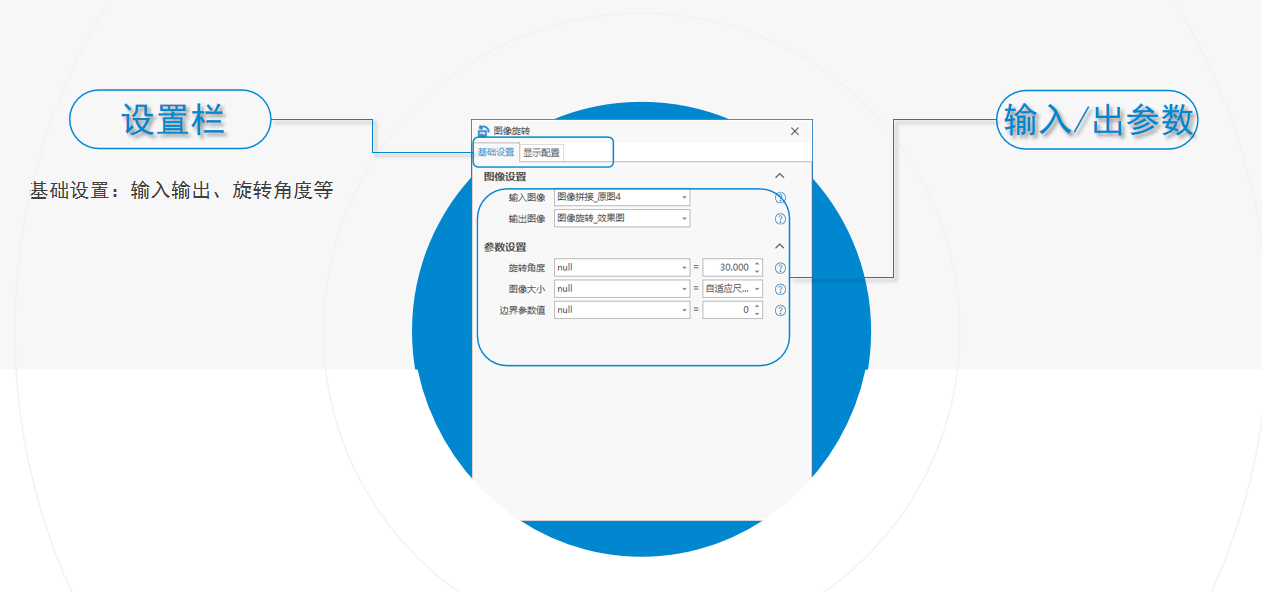 设置栏
基础设置：输入输出、旋转角度等
输入/出参数
图像旋转
基础设置 显示配置
图像设置
输入图像 图像拼接_原图4
输出图像 图像旋转_效果图
参数设置
旋转角度 null = 30.000
图像大小 null = 自适应尺...
边界参数值 null = 0